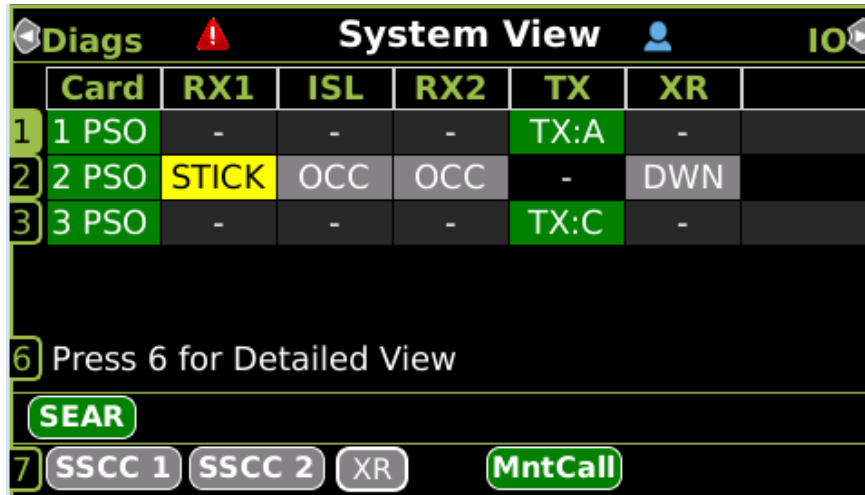 Diags System View IO
Card RX1 ISL RX2 TX XR
1 1 PSO - - - TX:A -
2 2 PSO STICK OCC OCC - DWN
3 3 PSO - - - TX:C -
6 Press 6 for Detailed View
SEAR
7 SSCC 1 SSCC 2 XR MntCall